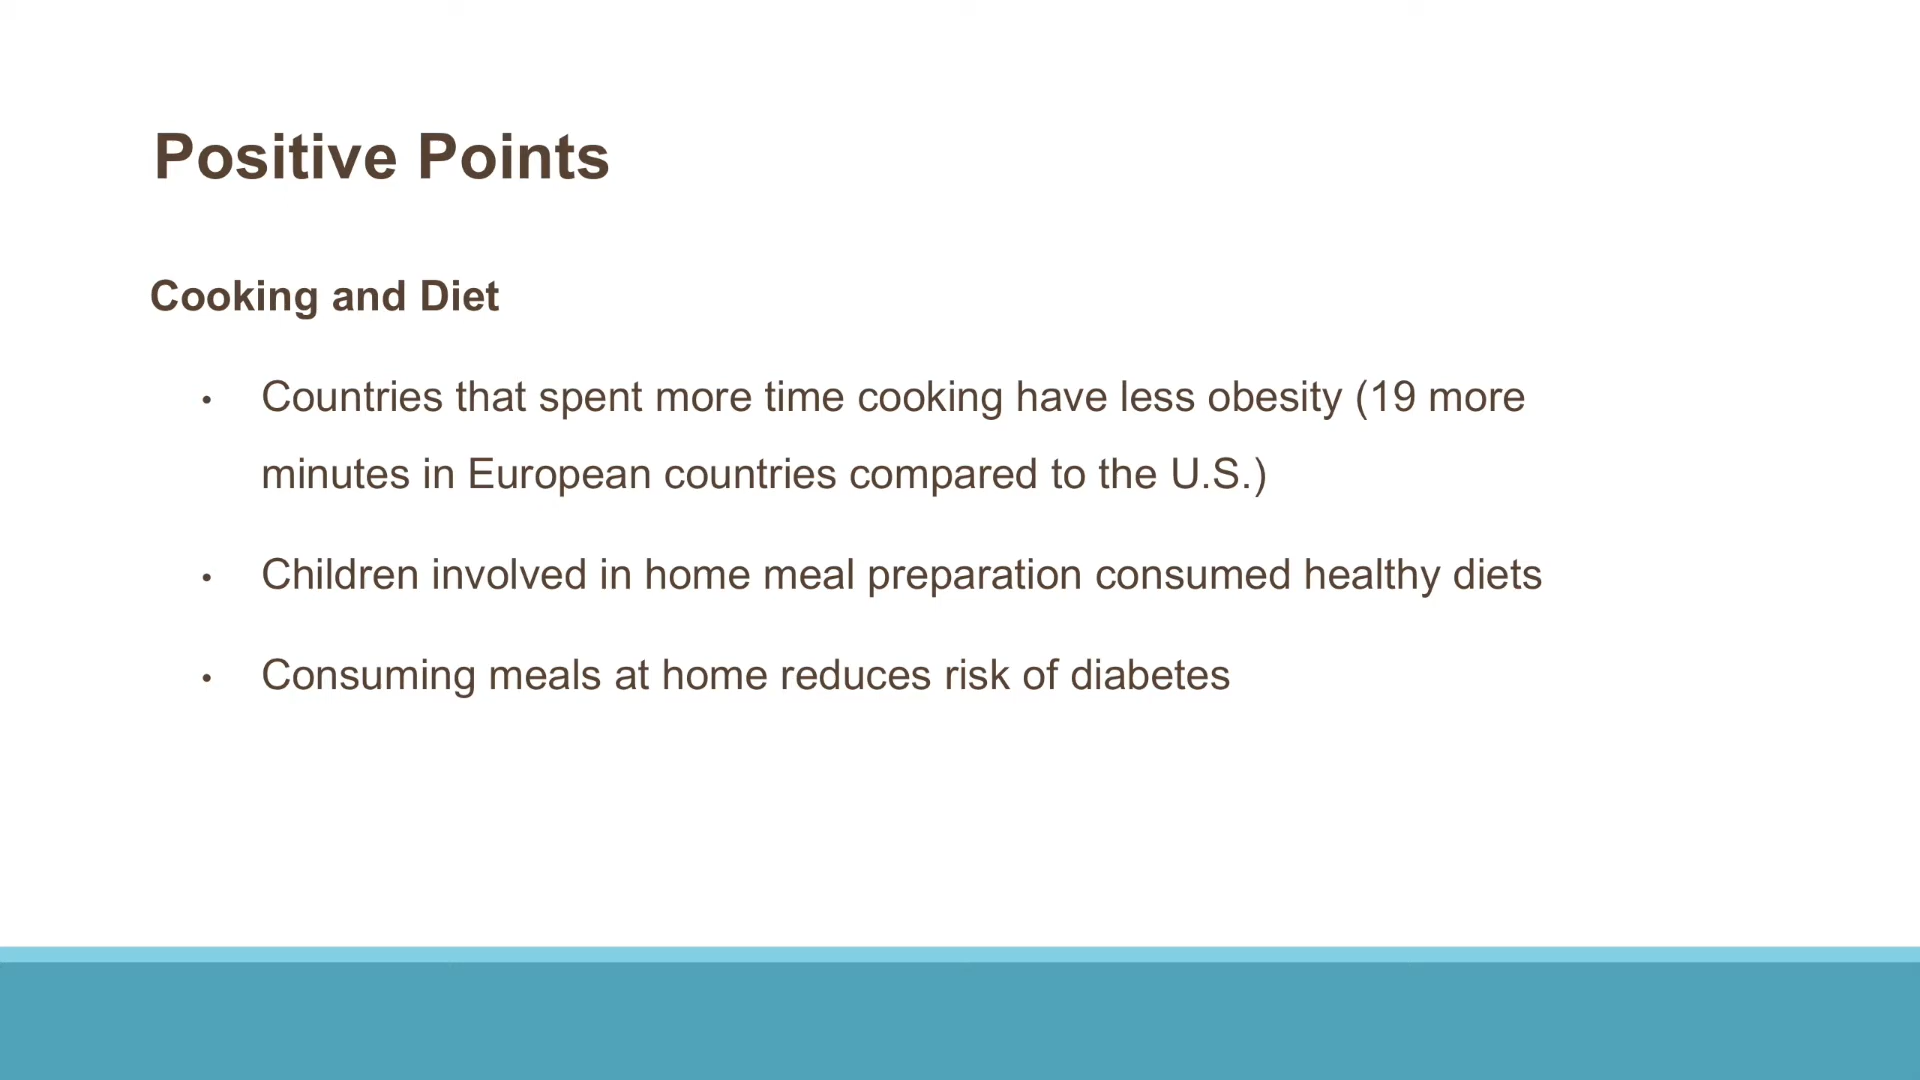 Positive Points
Cooking and Diet
• Countries that spent more time cooking have less obesity (19 more
minutes in European countries compared to the U.S.)
• Children involved in home meal preparation consumed healthy diets
• Consuming meals at home reduces risk of diabetes